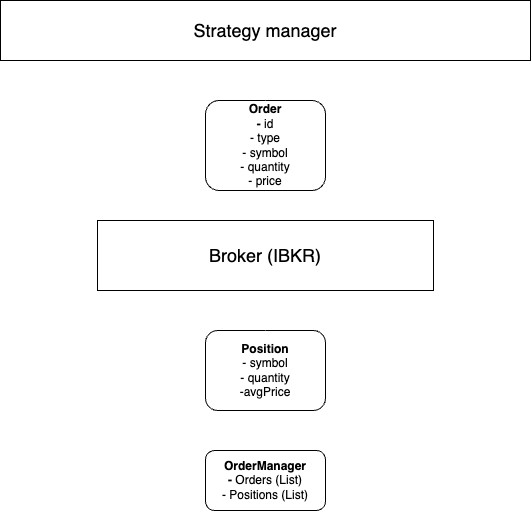 Strategy manager
Order
- id
- type
- symbol
- quantity
- price
Broker (IBKR)
Position
- symbol
- quantity
-avgPrice
OrderManager
- Orders (List)
- Positions (List)